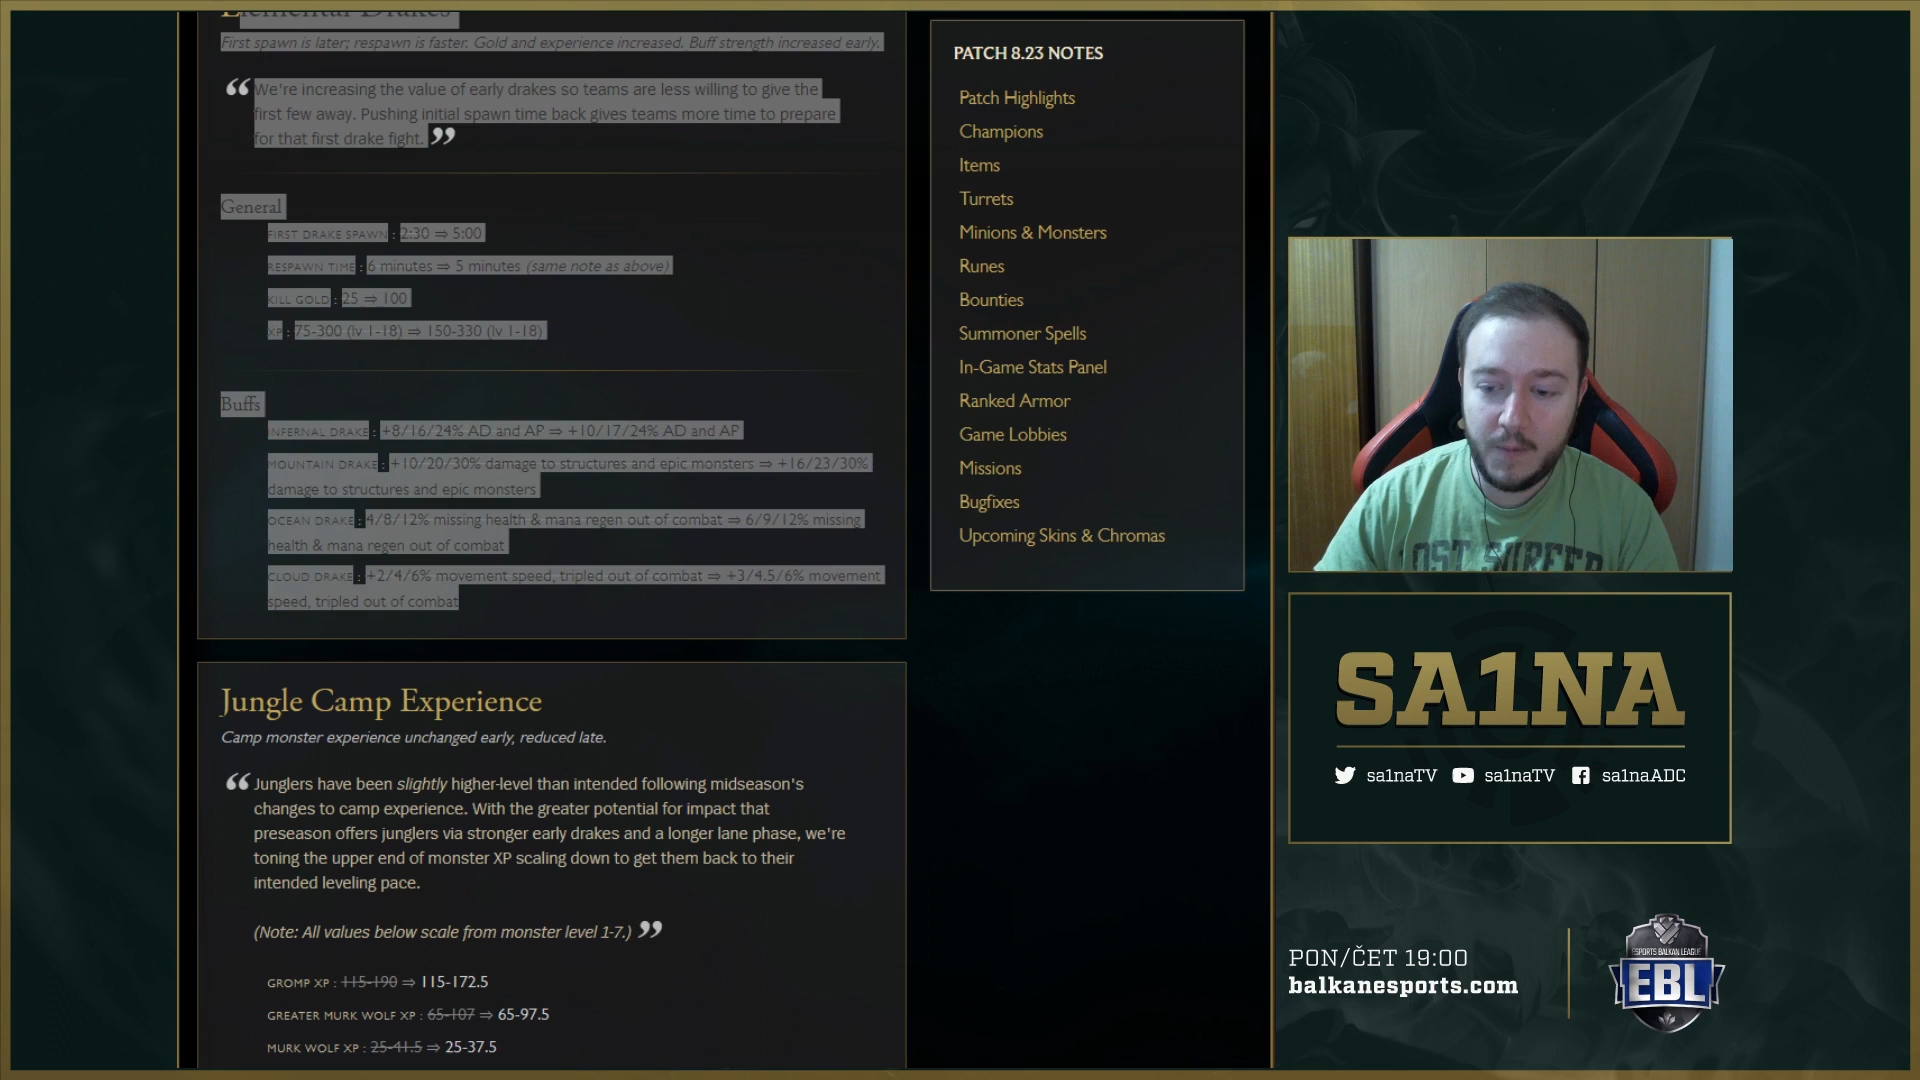 Elemental Drakes
First spawn is later; respawn is faster. Gold and experience increased. Buff strength increased early.
“We're increasing the value of early drakes so teams are less willing to give the
first few away. Pushing initial spawn time back gives teams more time to prepare
for that first drake fight.”
General
FIRST DRAKE SPAWN : 2:30 ⇒ 5:00
RESPAWN TIME : 6 minutes ⇒ 5 minutes (same note as above)
KILL GOLD : 25 ⇒ 100
XP : 75-300 (lv 1-18) ⇒ 150-330 (lv 1-18)
Buffs
INFERNAL DRAKE : +8/16/24% AD and AP ⇒ +10/17/24% AD and AP
MOUNTAIN DRAKE : +10/20/30% damage to structures and epic monsters ⇒ +16/23/30%
damage to structures and epic monsters
OCEAN DRAKE : 4/8/12% missing health & mana regen out of combat ⇒ 6/9/12% missing
health & mana regen out of combat
CLOUD DRAKE : +2/4/6% movement speed, tripled out of combat ⇒ +3/4.5/6% movement
speed, tripled out of combat
Jungle Camp Experience
Camp monster experience unchanged early, reduced late.
“Junglers have been slightly higher-level than intended following midseason's
changes to camp experience. With the greater potential for impact that
preseason offers junglers via stronger early drakes and a longer lane phase, we're
toning the upper end of monster XP scaling down to get them back to their
intended leveling pace.
(Note: All values below scale from monster level 1-7.)”
GROMP XP : 115-190 ⇒ 115-172.5
GREATER MURK WOLF XP : 65-107 ⇒ 65-97.5
MURK WOLF XP : 25-41.5 ⇒ 25-37.5
PATCH 8.23 NOTES
Patch Highlights
Champions
Items
Turrets
Minions & Monsters
Runes
Bounties
Summoner Spells
In-Game Stats Panel
Ranked Armor
Game Lobbies
Missions
Bugfixes
Upcoming Skins & Chromas
LOST SURFER
SA1NA
sa1naTV sa1naTV sa1naADC
PON/ČET 19:00
balkanesports.com
ESPORTS BALKAN LEAGUE
EBL